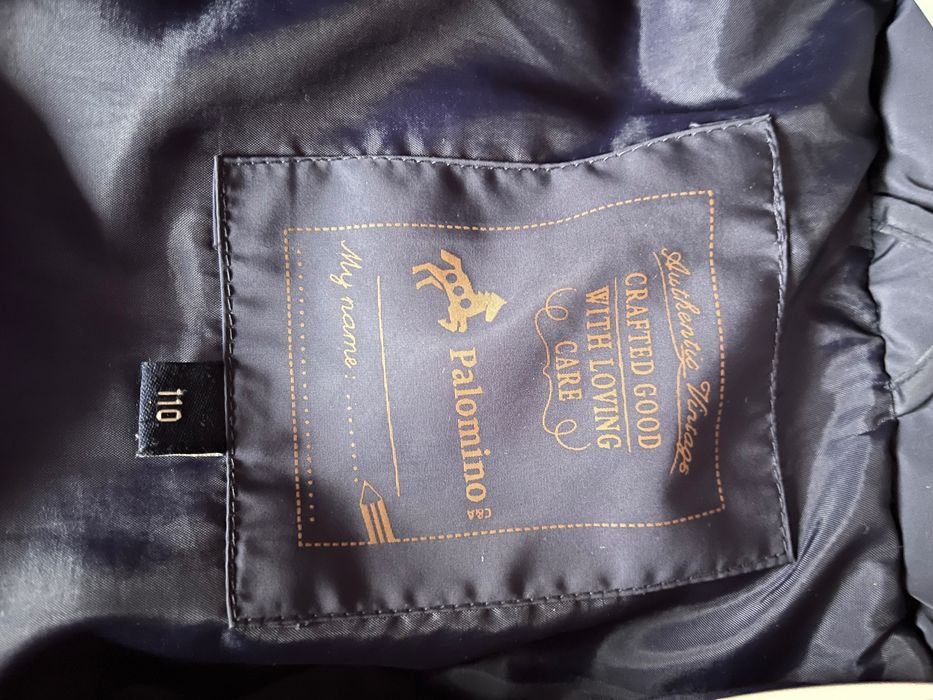 Authentic Vintage
CRAFTED GOOD
WITH LOVING
CARE
Palomino
C&A
My name:
110